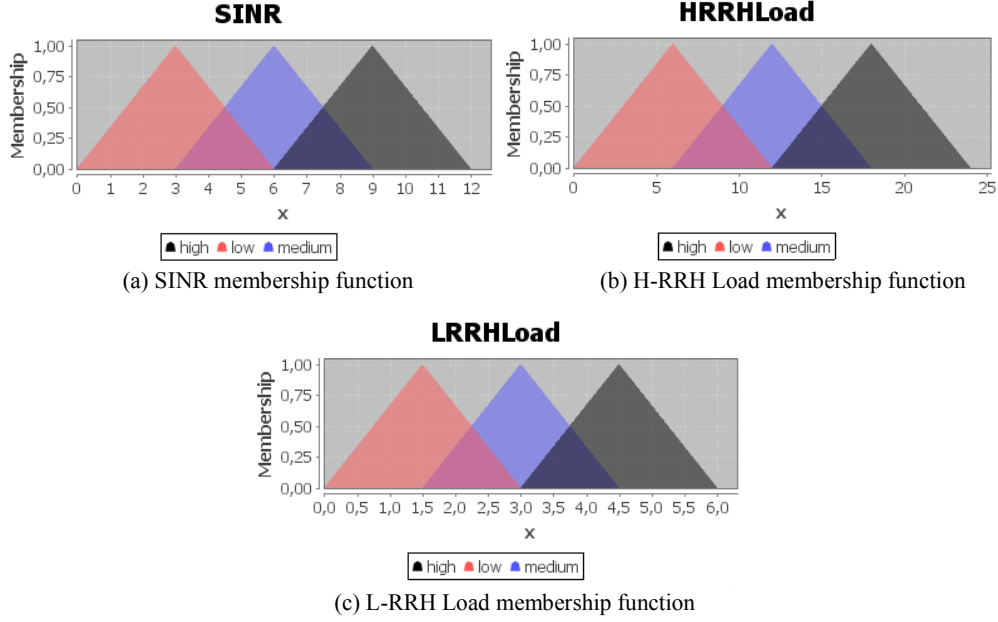 SINR
1,00
0,75
0,50
0,25
0,00
Membership
0 1 2 3 4 5 6 7 8 9 10 11 12
x
high low medium
(a) SINR membership function
HRRHLoad
1,00
0,75
0,50
0,25
0,00
Membership
0 5 10 15 20 25
x
high low medium
(b) H-RRH Load membership function
LRRHLoad
1,00
0,75
0,50
0,25
0,00
Membership
0,0 0,5 1,0 1,5 2,0 2,5 3,0 3,5 4,0 4,5 5,0 5,5 6,0
x
high low medium
(c) L-RRH Load membership function